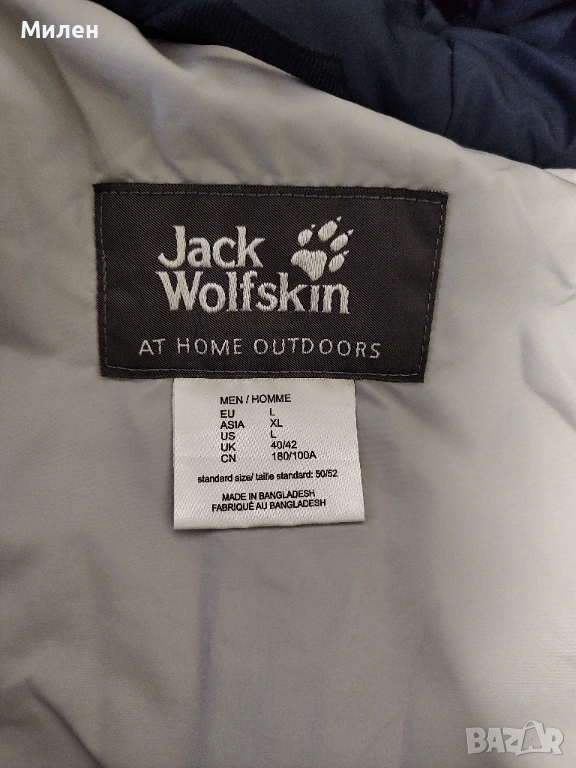 Милен
Jack
Wolfskin
AT HOME OUTDOORS
MEN / HOMME
EU L
ASIA XL
US L
UK 40/42
CN 180/100A
standard size/ taille standard: 50/52
MADE IN BANGLADESH
FABRIQUÉ AU BANGLADESH
BAZAR